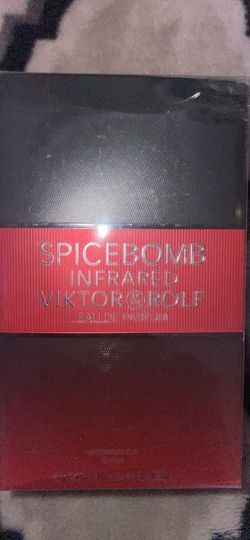 SPICEBOMB
INFRARED
VIKTOR&ROLF
EAU DE PARFUM